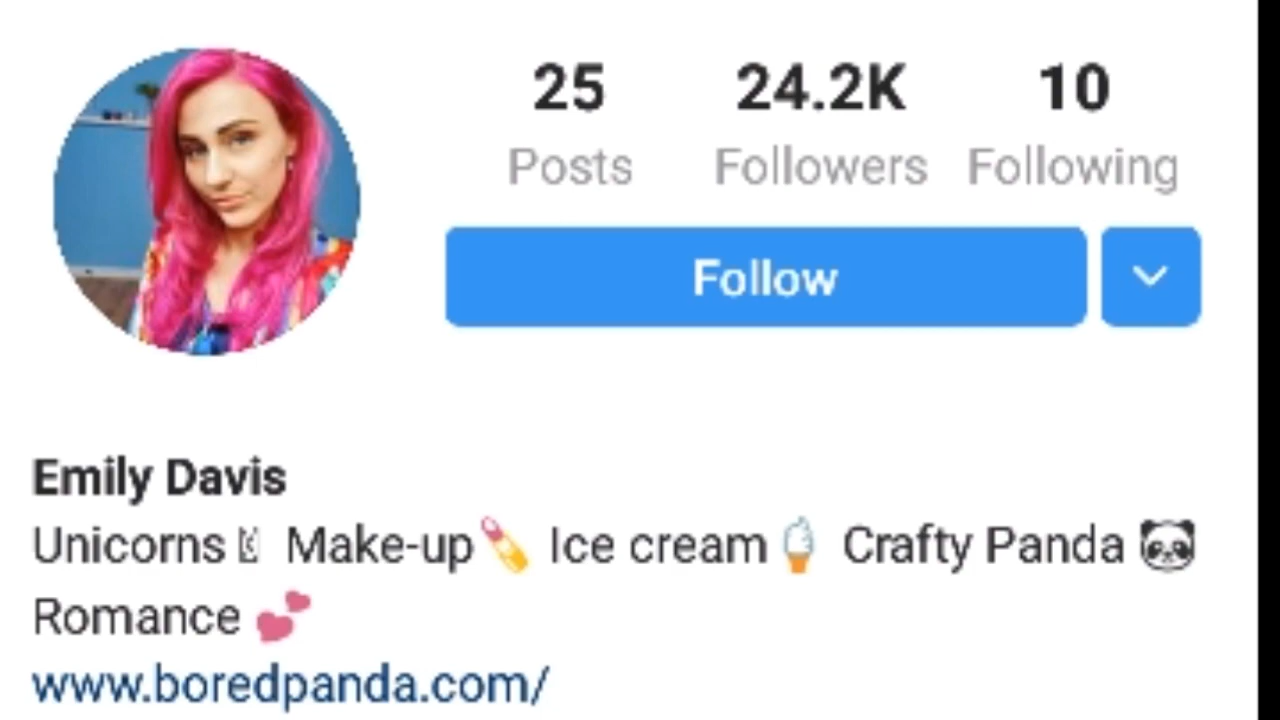 25 24.2K 10
Posts Followers Following
Follow
Emily Davis
Unicorns Make-up💄 Ice cream🍦 Crafty Panda 🐼
Romance 💕
www.boredpanda.com/